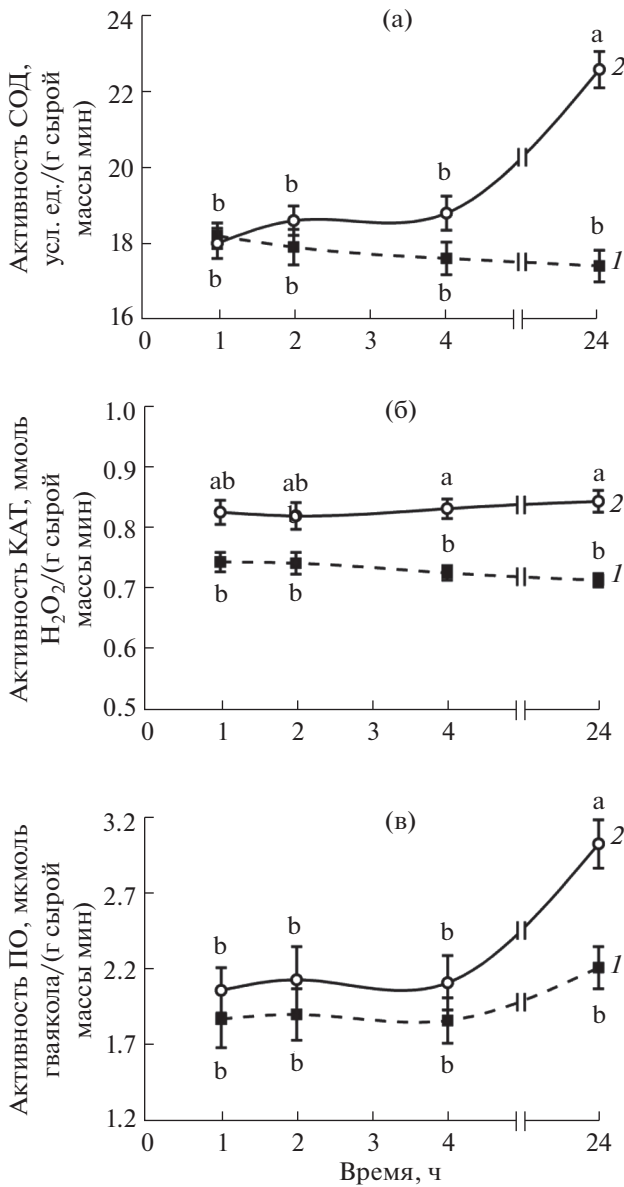 (а)
Активность СОД,
усл. ед./(г сырой
массы мин)
24
22
20
18
16
a
2
b
b
b
b
1
b
b
b
0
1
2
3
4
24
(б)
Активность КАТ, ммоль
H₂O₂/(г сырой
массы мин)
1.0
0.9
0.8
0.7
0.6
0.5
ab
ab
a
a
2
b
b
1
b
b
0
1
2
3
4
24
(в)
Активность ПО, мкмоль
гваякола/(г сырой
массы мин)
3.2
2.7
2.2
1.7
1.2
a
2
b
b
b
1
b
b
b
b
0
1
2
3
4
24
Время, ч